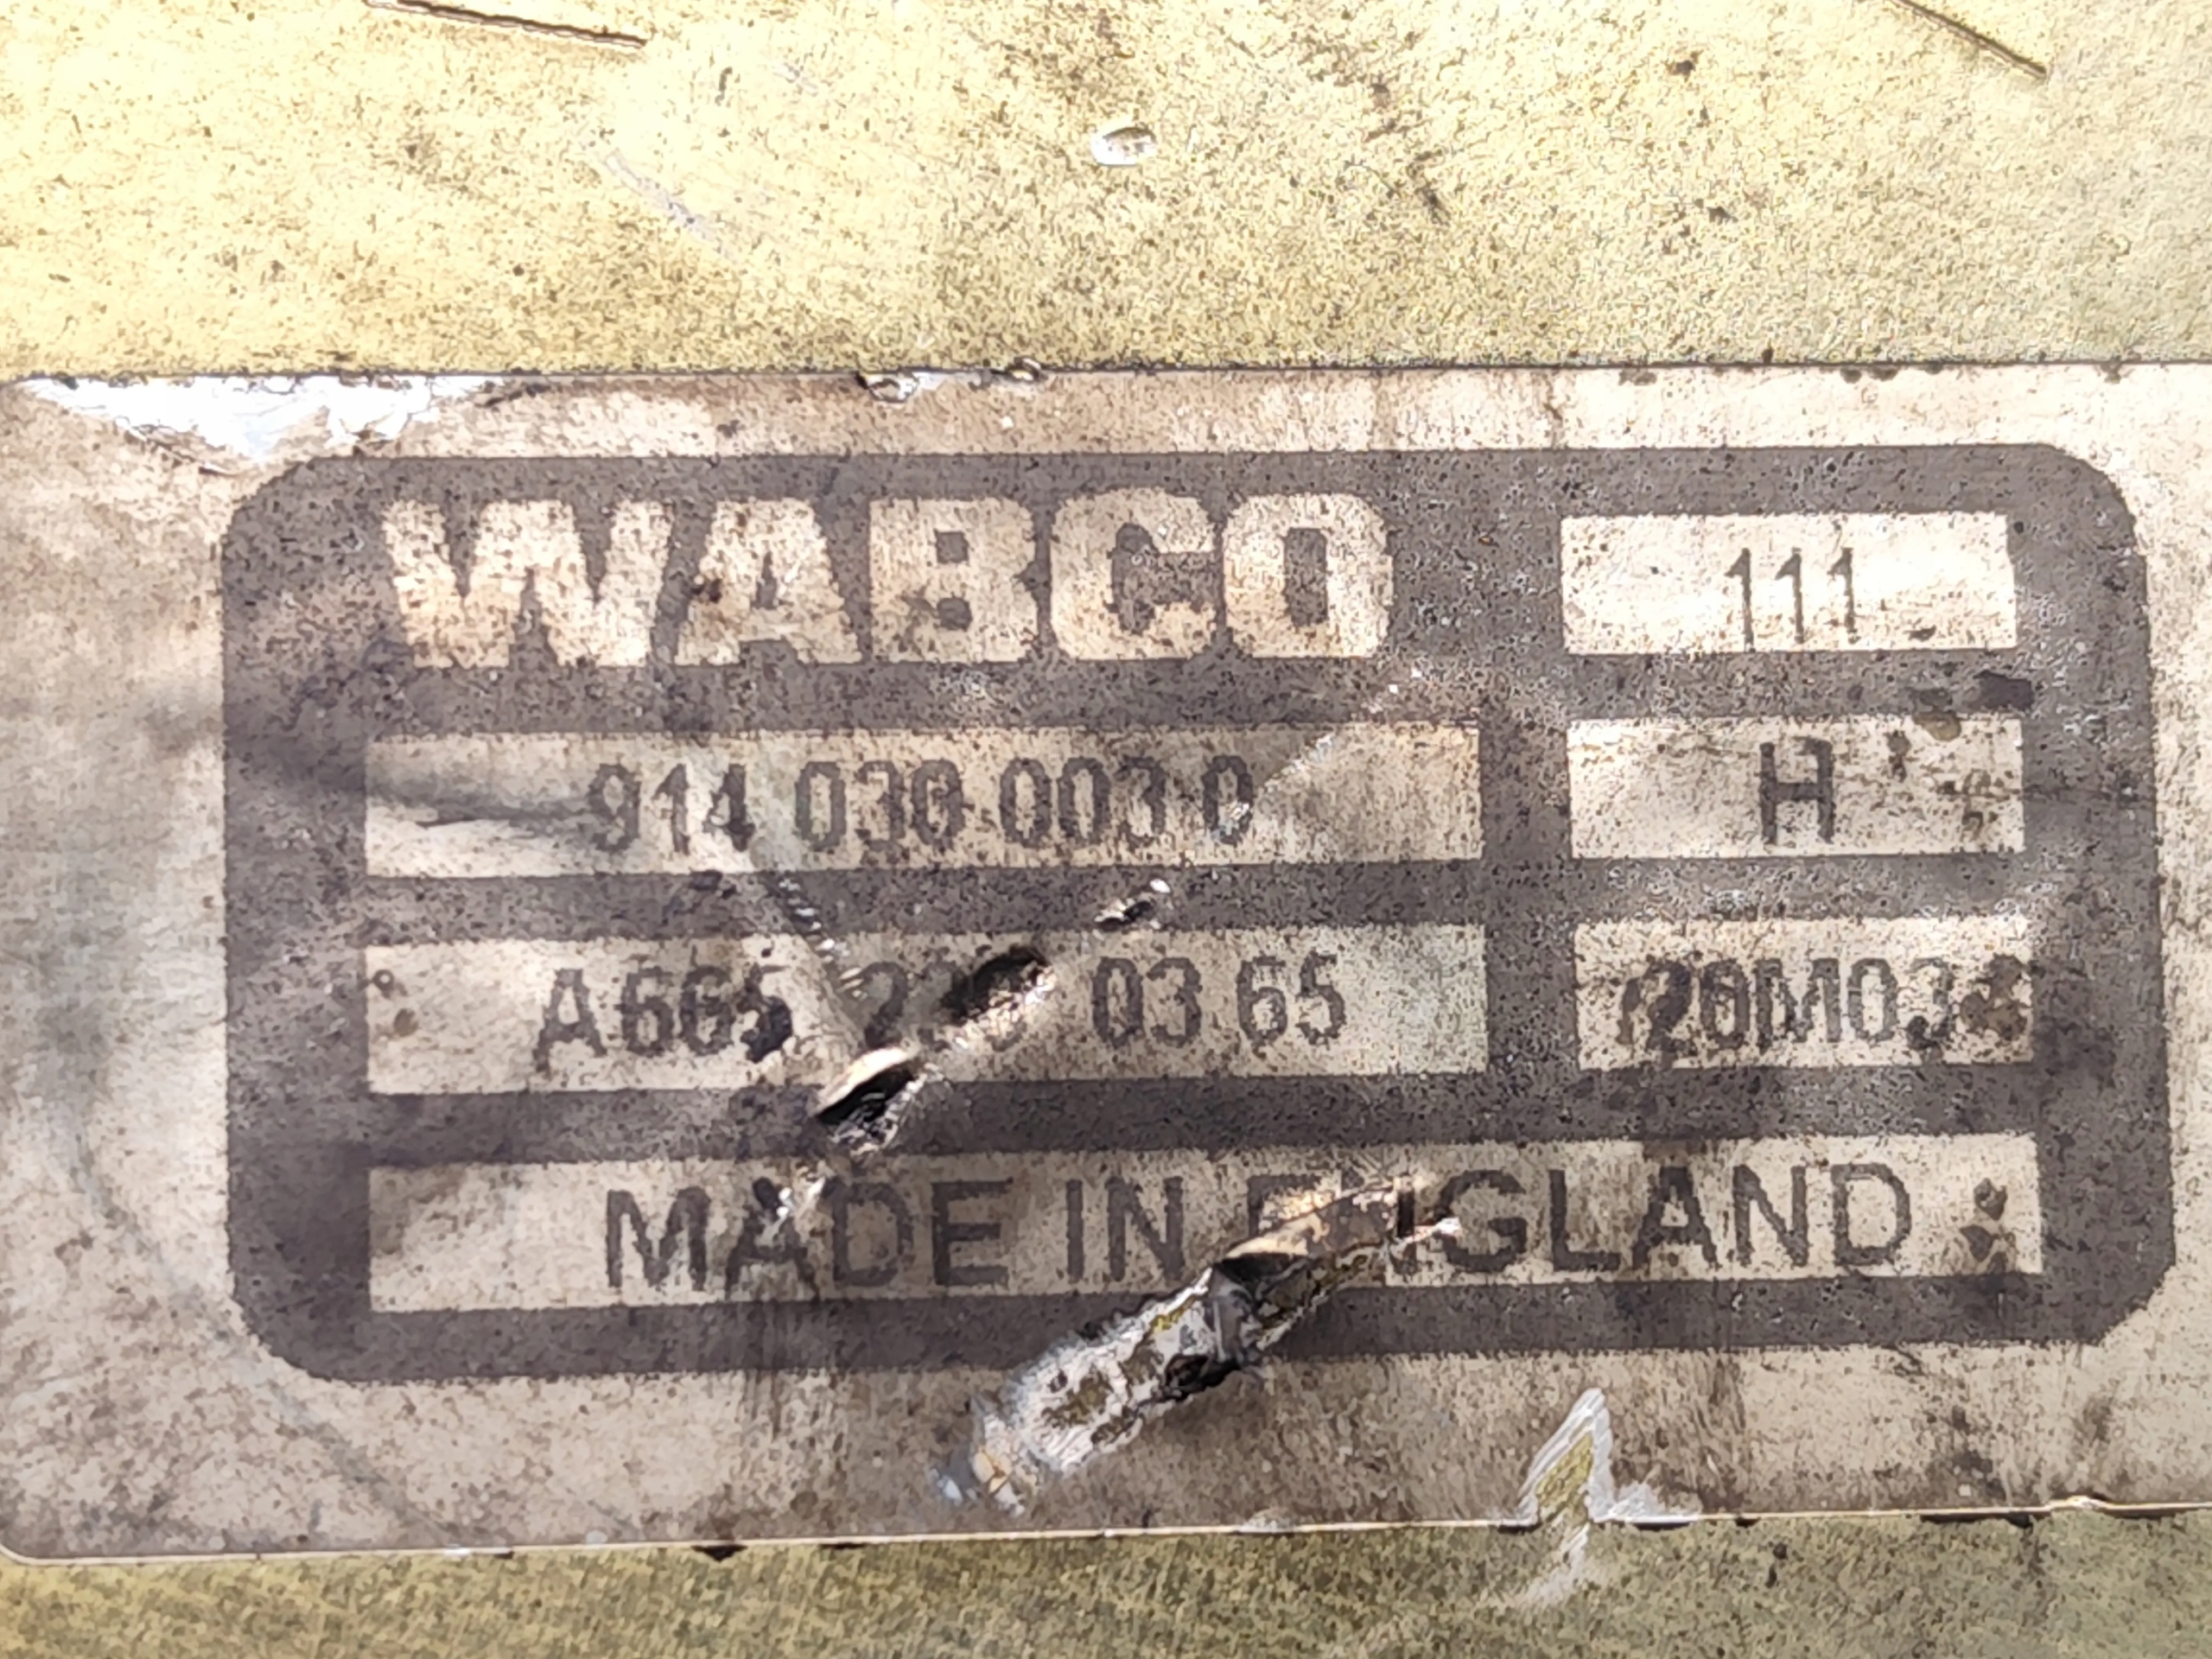 WABCO 111
914 030 003 0 H
A665 03 65
MADE IN ENGLAND